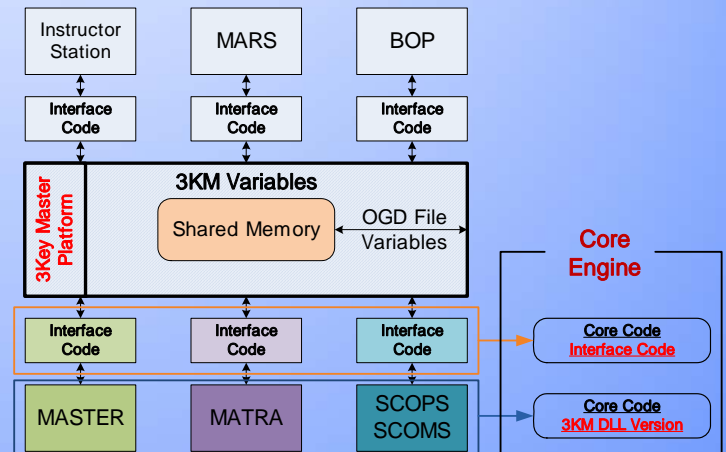 Instructor
Station
MARS
BOP
Interface
Code
Interface
Code
Interface
Code
3Key Master
Platform
3KM Variables
Shared Memory
OGD File
Variables
Core
Engine
Interface
Code
Interface
Code
Interface
Code
Core Code
Interface Code
MASTER
MATRA
SCOPS
SCOMS
Core Code
3KM DLL Version